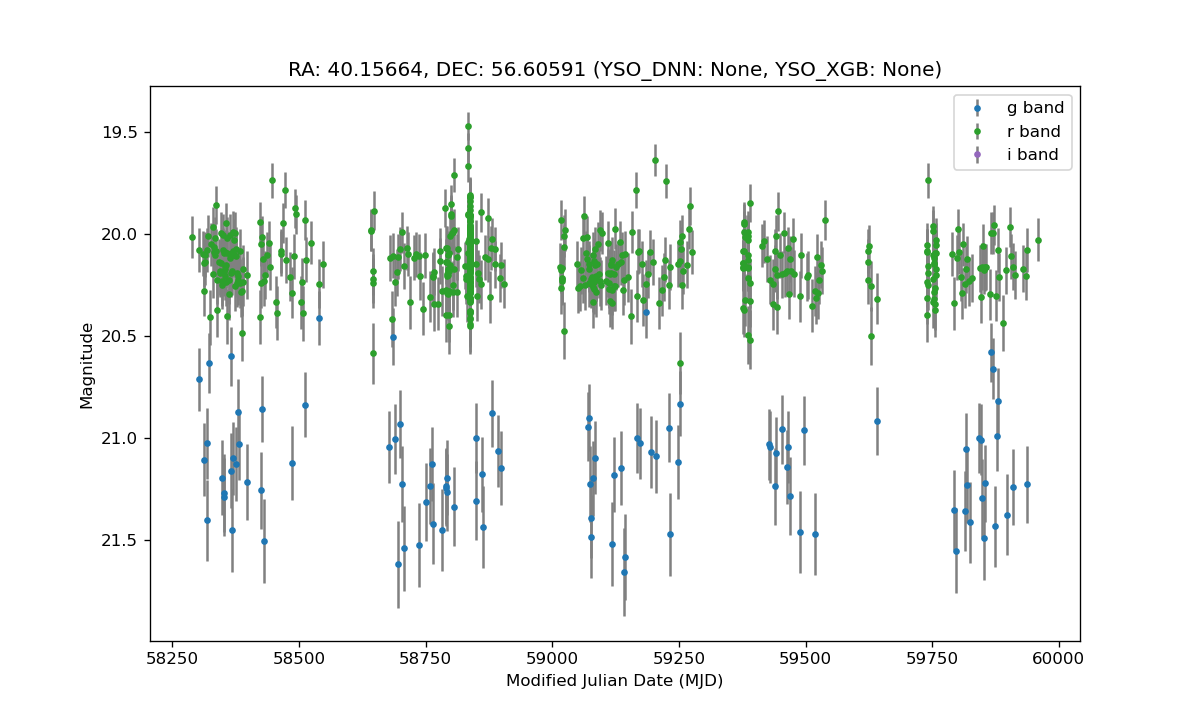 RA: 40.15664, DEC: 56.60591 (YSO_DNN: None, YSO_XGB: None)
g band
r band
i band
19.5
20.0
20.5
21.0
21.5
Magnitude
58250 58500 58750 59000 59250 59500 59750 60000
Modified Julian Date (MJD)